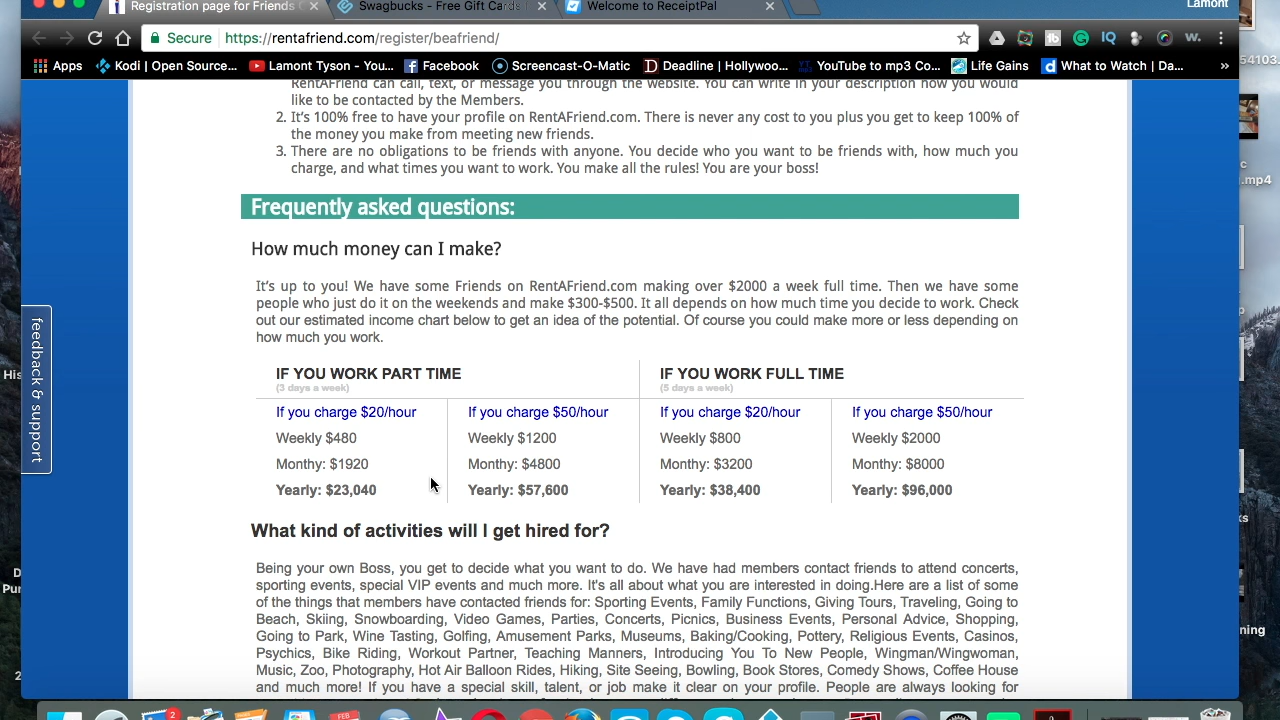 Lamont
Registration page for Friends
Swagbucks - Free Gift Cards
Welcome to ReceiptPal
Secure https://rentafriend.com/register/beafriend/
Apps Kodi | Open Source... Lamont Tyson - You... Facebook Screencast-O-Matic Deadline | Hollywoo... YouTube to mp3 Co... Life Gains What to Watch | Da... »
54103.
RentAFriend can call, text, or message you through the website. You can write in your description how you would
like to be contacted by the Members.
2. It's 100% free to have your profile on RentAFriend.com. There is never any cost to you plus you get to keep 100% of
the money you make from meeting new friends.
3. There are no obligations to be friends with anyone. You decide who you want to be friends with, how much you
charge, and what times you want to work. You make all the rules! You are your boss!
.mp4
Frequently asked questions:
How much money can I make?
It's up to you! We have some Friends on RentAFriend.com making over $2000 a week full time. Then we have some
people who just do it on the weekends and make $300-$500. It all depends on how much time you decide to work. Check
out our estimated income chart below to get an idea of the potential. Of course you could make more or less depending on
how much you work.
feedback & support
IF YOU WORK PART TIME IF YOU WORK FULL TIME
(3 days a week) (5 days a week)
If you charge $20/hour If you charge $50/hour If you charge $20/hour If you charge $50/hour
Weekly $480 Weekly $1200 Weekly $800 Weekly $2000
Monthy: $1920 Monthy: $4800 Monthy: $3200 Monthy: $8000
Yearly: $23,040 Yearly: $57,600 Yearly: $38,400 Yearly: $96,000
What kind of activities will I get hired for?
Being your own Boss, you get to decide what you want to do. We have had members contact friends to attend concerts,
sporting events, special VIP events and much more. It's all about what you are interested in doing.Here are a list of some
of the things that members have contacted friends for: Sporting Events, Family Functions, Giving Tours, Traveling, Going to
Beach, Skiing, Snowboarding, Video Games, Parties, Concerts, Picnics, Business Events, Personal Advice, Shopping,
Going to Park, Wine Tasting, Golfing, Amusement Parks, Museums, Baking/Cooking, Pottery, Religious Events, Casinos,
Psychics, Bike Riding, Workout Partner, Teaching Manners, Introducing You To New People, Wingman/Wingwoman,
Music, Zoo, Photography, Hot Air Balloon Rides, Hiking, Site Seeing, Bowling, Book Stores, Comedy Shows, Coffee House
and much more! If you have a special skill, talent, or job make it clear on your profile. People are always looking for